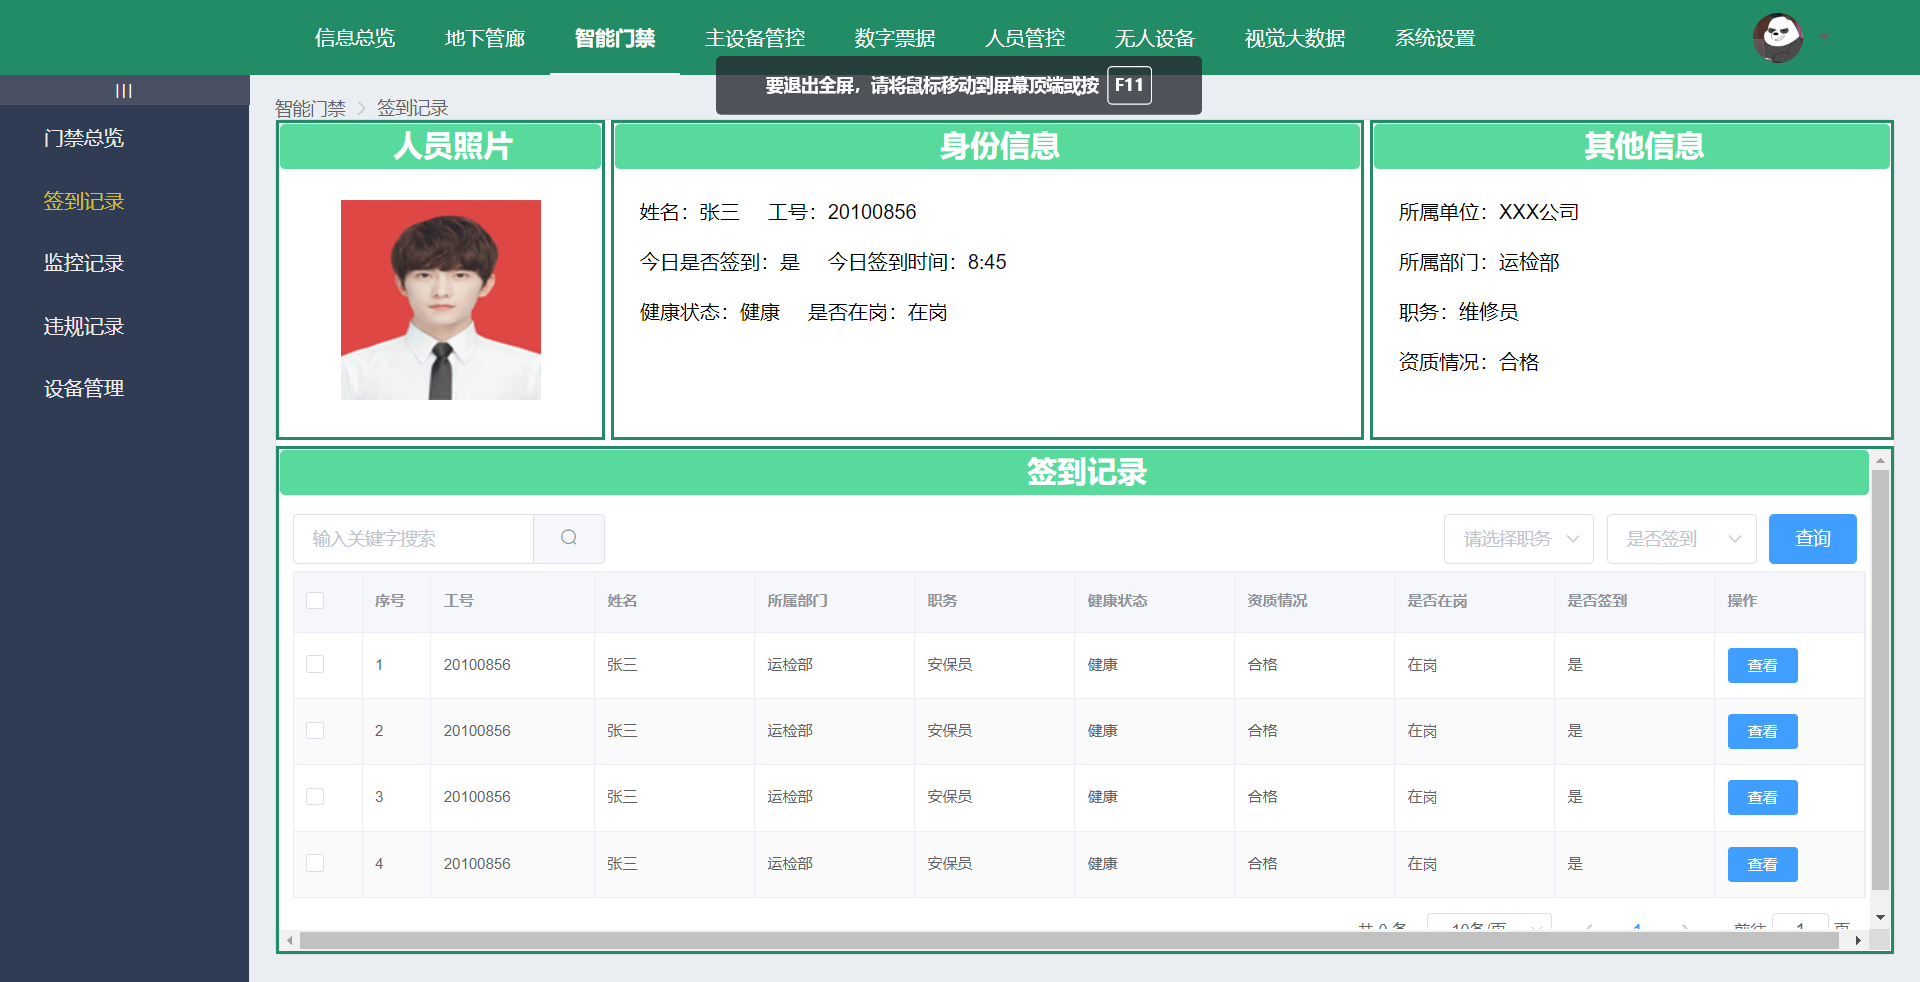 信息总览 地下管廊 智能门禁 主设备管控 数字票据 人员管控 无人设备 视觉大数据 系统设置
要退出全屏，请将鼠标移动到屏幕顶端或按 F11
智能门禁 签到记录
门禁总览
签到记录
监控记录
违规记录
设备管理
人员照片
身份信息
姓名：张三 工号：20100856
今日是否签到：是 今日签到时间：8:45
健康状态：健康 是否在岗：在岗
其他信息
所属单位：XXX公司
所属部门：运检部
职务：维修员
资质情况：合格
签到记录
输入关键字搜索 请选择职务 是否签到 查询
序号 工号 姓名 所属部门 职务 健康状态 资质情况 是否在岗 是否签到 操作
1 20100856 张三 运检部 安保员 健康 合格 在岗 是 查看
2 20100856 张三 运检部 安保员 健康 合格 在岗 是 查看
3 20100856 张三 运检部 安保员 健康 合格 在岗 是 查看
4 20100856 张三 运检部 安保员 健康 合格 在岗 是 查看
共 0 条 10条/页 1 前往 1 页